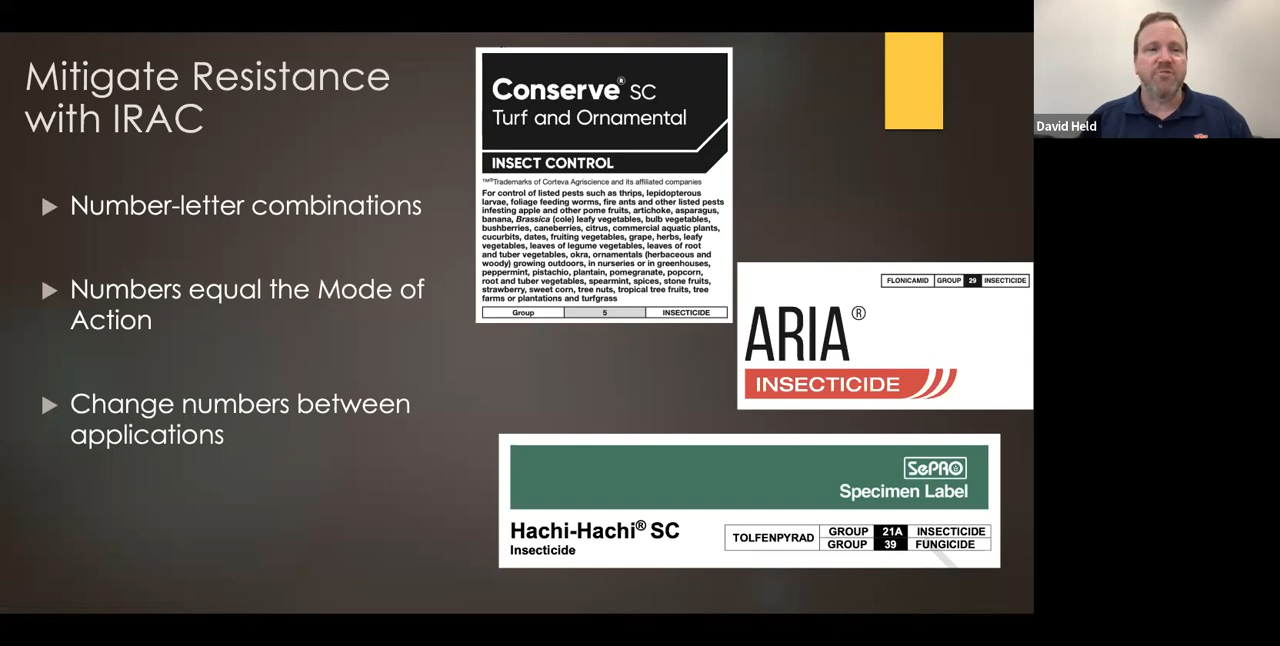 Mitigate Resistance
with IRAC
Number-letter combinations
Numbers equal the Mode of
Action
Change numbers between
applications
Conserve® SC
Turf and Ornamental
INSECT CONTROL
™®Trademarks of Corteva Agriscience and its affiliated companies
For control of listed pests such as thrips, lepidopterous
larvae, foliage feeding worms, fire ants and other listed pests
infesting apple and other pome fruits, artichoke, asparagus,
banana, Brassica (cole) leafy vegetables, bulb vegetables,
bushberries, caneberries, citrus, commercial aquatic plants,
cucurbits, dates, fruiting vegetables, grape, herbs, leafy
vegetables, leaves of legume vegetables, leaves of root
and tuber vegetables, okra, ornamentals (herbaceous and
woody) growing outdoors, in nurseries or in greenhouses,
peppermint, pistachio, plantain, pomegranate, popcorn,
root and tuber vegetables, spearmint, spices, stone fruits,
strawberry, sweet corn, tree nuts, tropical tree fruits, tree
farms or plantations and turfgrass
Group 5 INSECTICIDE
FLONICAMID GROUP 29 INSECTICIDE
ARIA®
INSECTICIDE
SePRO
Specimen Label
Hachi-Hachi® SC
Insecticide
TOLFENPYRAD
GROUP 21A INSECTICIDE
GROUP 39 FUNGICIDE
David Held